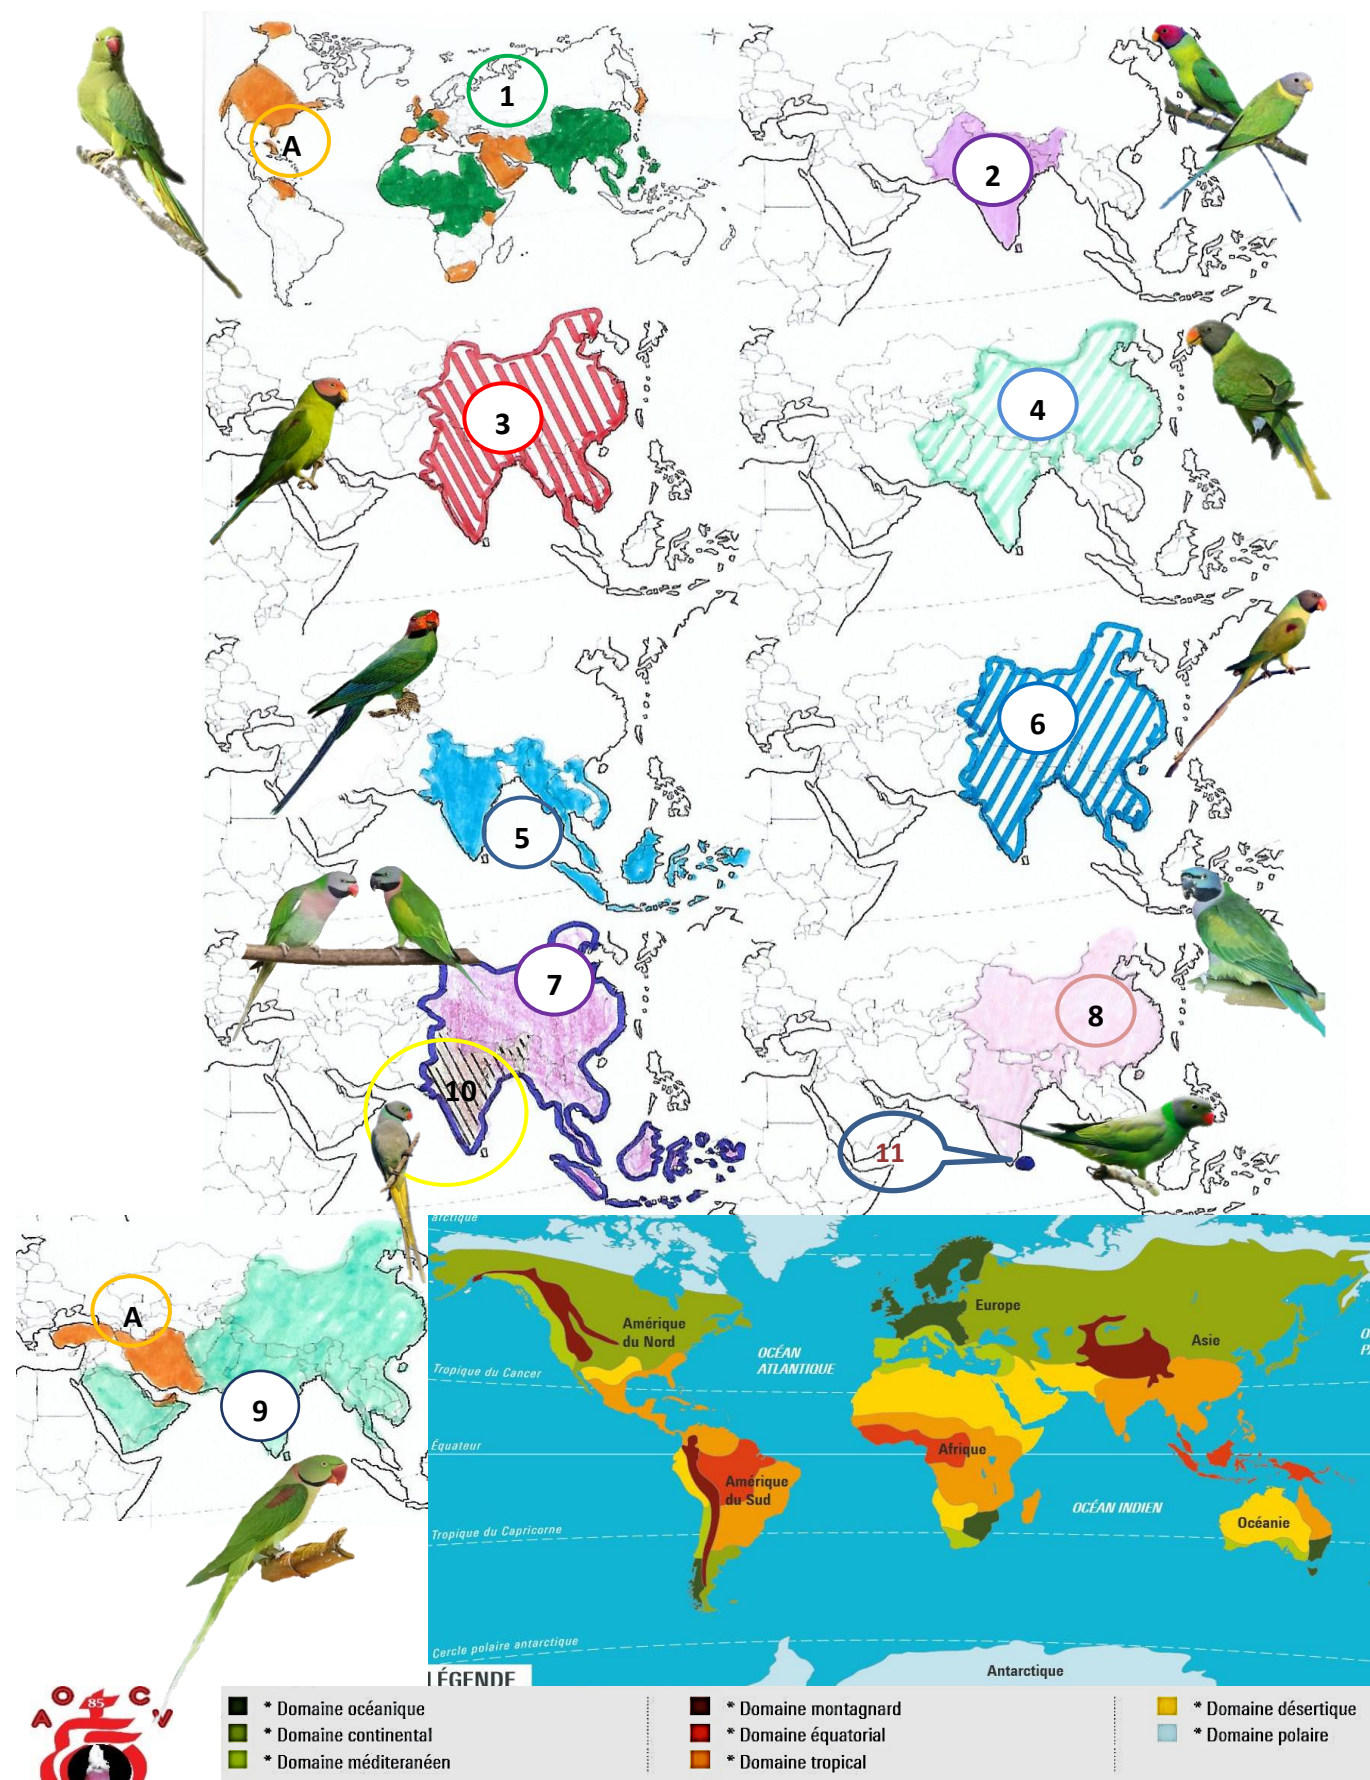 1
A
2
3
4
5
6
7
8
10
11
A
9
arctique
Amérique
du Nord
Europe
Asie
OCÉAN
ATLANTIQUE
Tropique du Cancer
Équateur
Afrique
Amérique
du Sud
OCÉAN INDIEN
Océanie
Tropique du Capricorne
Cercle polaire antarctique
Antarctique
LÉGENDE
* Domaine océanique
* Domaine continental
* Domaine méditeranéen
* Domaine montagnard
* Domaine équatorial
* Domaine tropical
* Domaine désertique
* Domaine polaire
A O C V
85